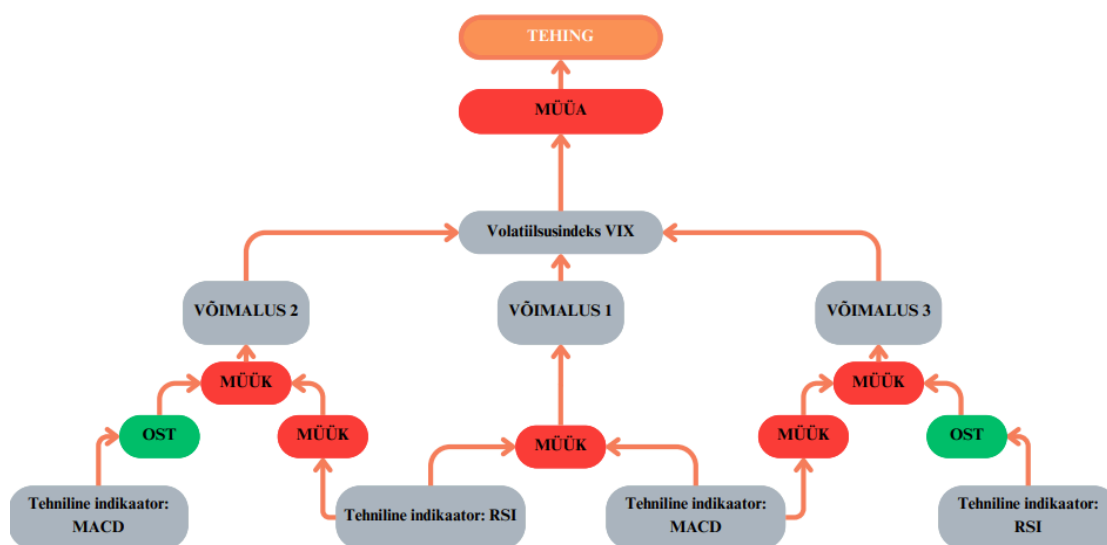 TEHING
MÜÜA
Volatiilsusindeks VIX
VÕIMALUS 2
VÕIMALUS 1
VÕIMALUS 3
MÜÜK
MÜÜK
OST
MÜÜK
MÜÜK
MÜÜK
OST
Tehniline indikaator:
MACD
Tehniline indikaator: RSI
Tehniline indikaator:
MACD
Tehniline indikaator:
RSI